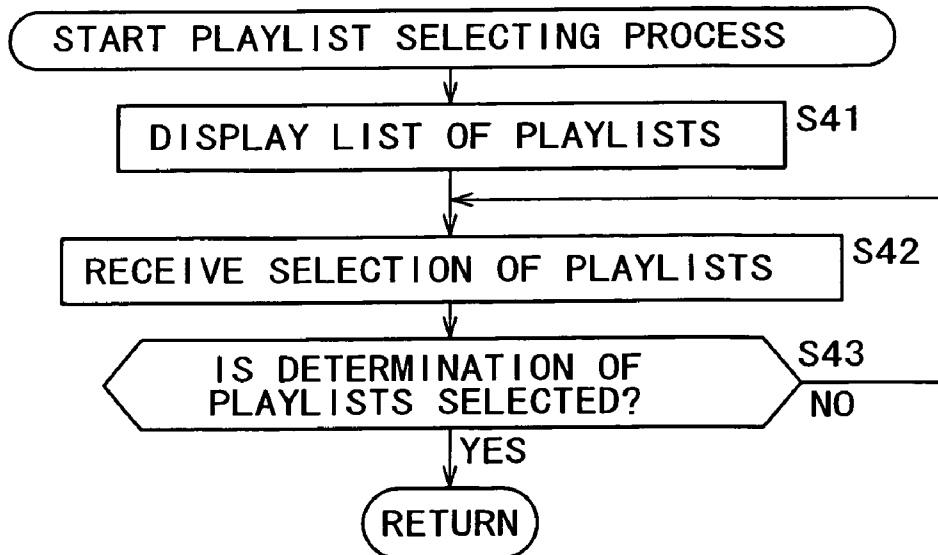 START PLAYLIST SELECTING PROCESS
DISPLAY LIST OF PLAYLISTS
S41
RECEIVE SELECTION OF PLAYLISTS
S42
IS DETERMINATION OF
PLAYLISTS SELECTED?
S43
NO
YES
RETURN